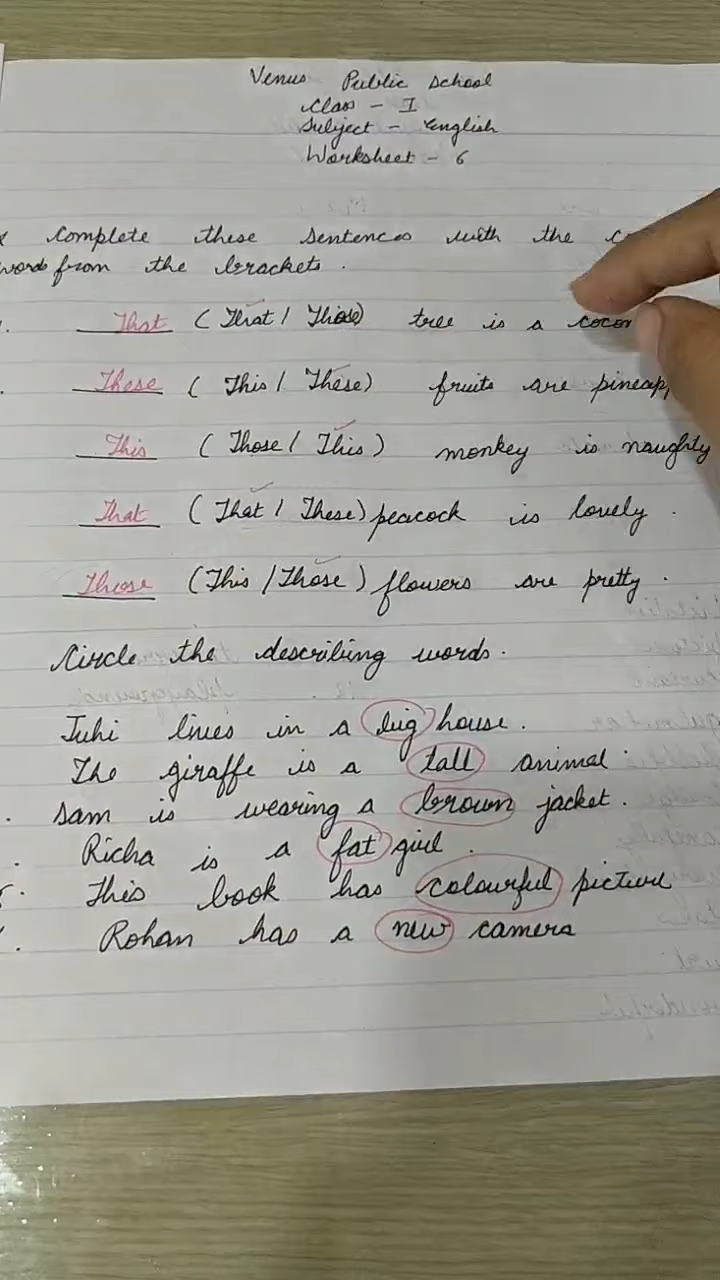 Venus Public School
Class - I
Subject - English
Worksheet - 6
Complete these sentences with the
words from the brackets.
That (That / Those) tree is a
These (This / These) fruits are
This (Those / This) monkey is naughty
That (That / These) peacock is lovely.
Those (This / Those) flowers are pretty.
Circle the describing words.
Juhi lives in a big house.
The giraffe is a tall animal.
Sam is wearing a brown jacket.
Richa is a fat girl.
5. This book has colourful picture
Rohan has a new camera